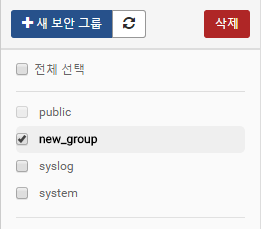 새 보안 그룹 삭제
전체 선택
public
new_group
syslog
system